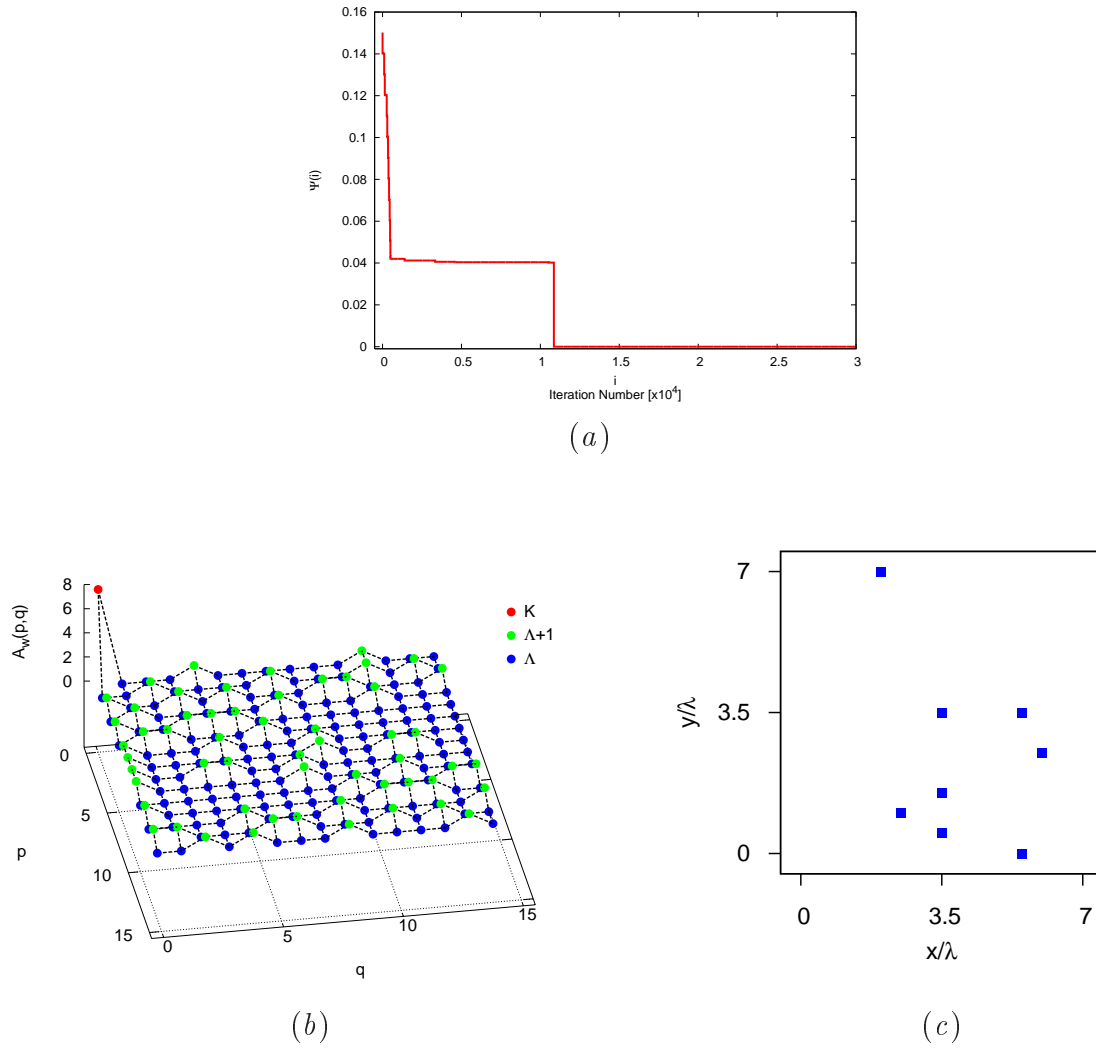 0.16
0.14
0.12
0.1
0.08
0.06
0.04
0.02
0
Ψ(i)
0 0.5 1 1.5 2 2.5 3
i
Iteration Number [x10^4]
(a)
8
6
4
2
0
A_w(p,q)
K
Λ+1
Λ
0
5
10
15
p
0 5 10 15
q
(b)
7
3.5
0
y/λ
0 3.5 7
x/λ
(c)